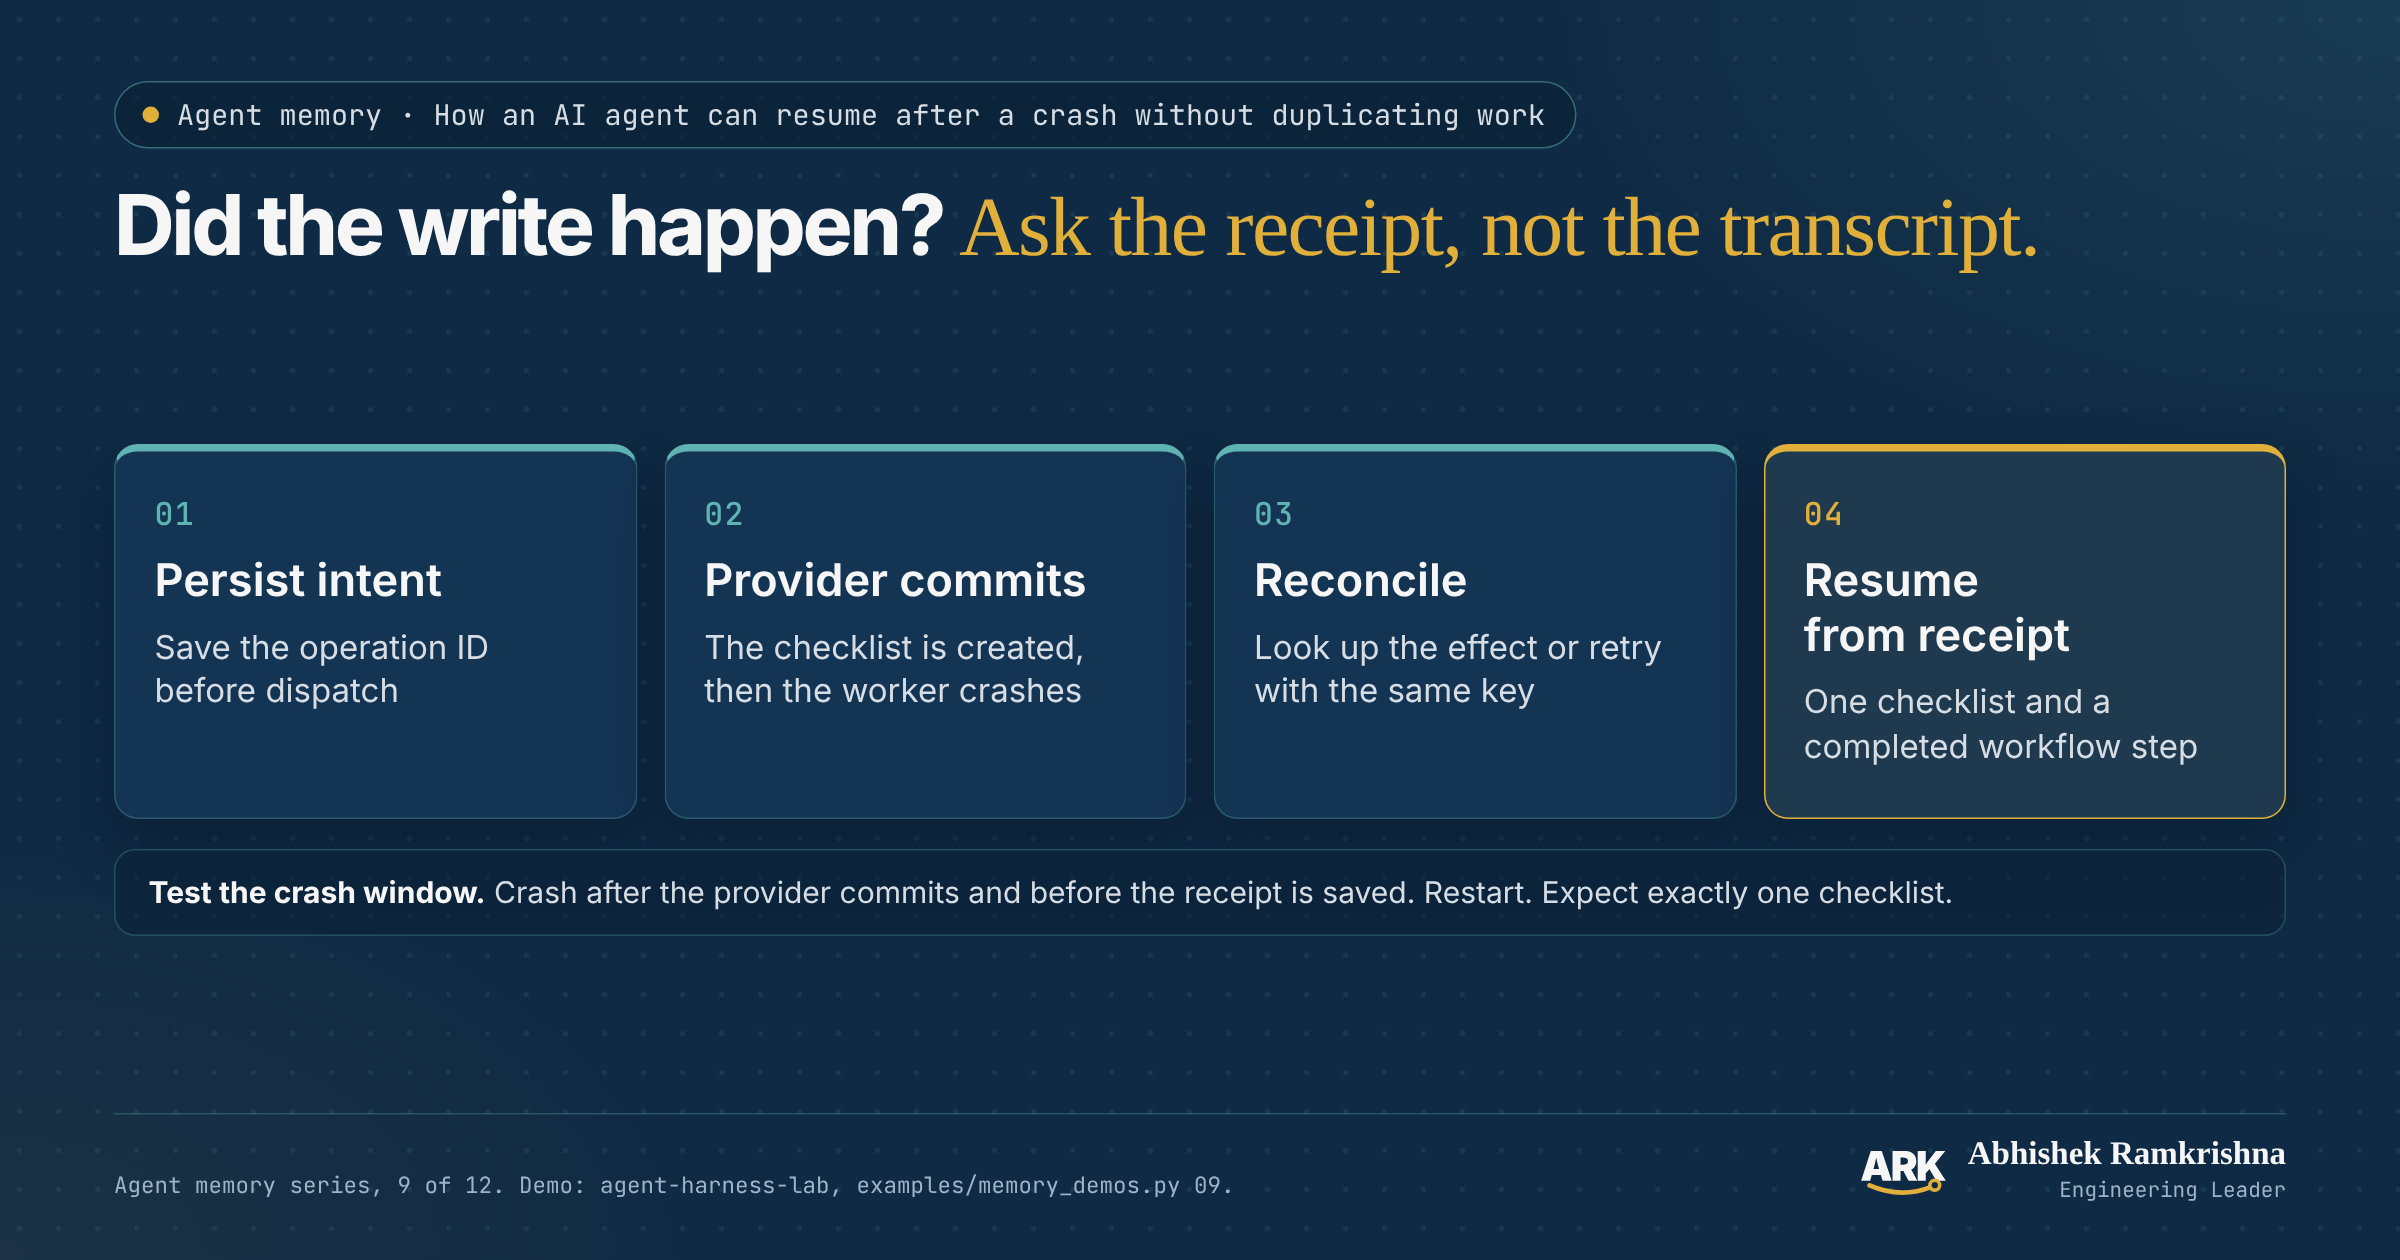 Agent memory · How an AI agent can resume after a crash without duplicating work
Did the write happen? Ask the receipt, not the transcript.
01
Persist intent
Save the operation ID
before dispatch
02
Provider commits
The checklist is created,
then the worker crashes
03
Reconcile
Look up the effect or retry
with the same key
04
Resume
from receipt
One checklist and a
completed workflow step
Test the crash window. Crash after the provider commits and before the receipt is saved. Restart. Expect exactly one checklist.
Agent memory series, 9 of 12. Demo: agent-harness-lab, examples/memory_demos.py 09.
ARK
Abhishek Ramkrishna
Engineering Leader